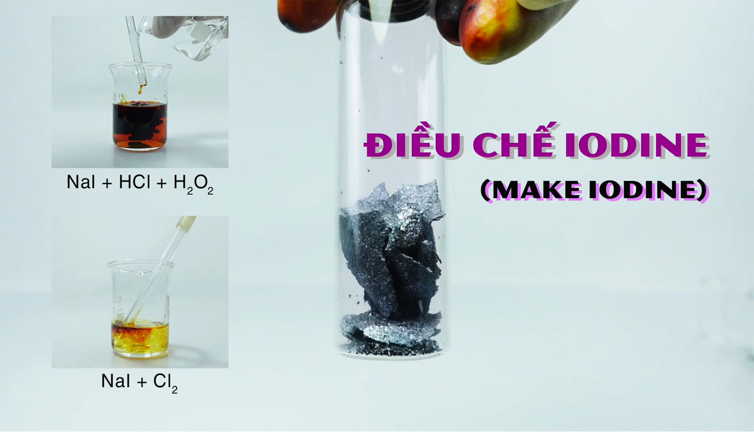 NaI + HCl + H₂O₂
NaI + Cl₂
ĐIỀU CHẾ IODINE
(MAKE IODINE)